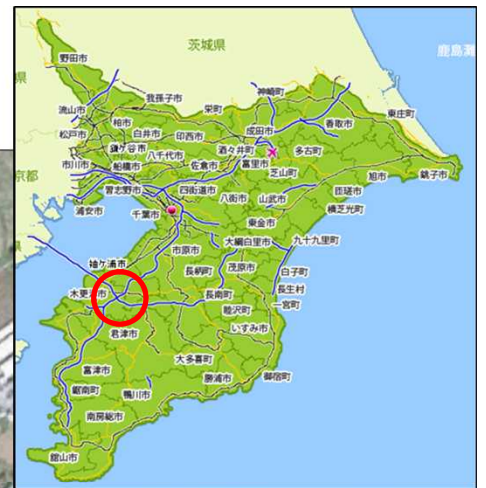 茨城県
鹿島灘
野田市
県
我孫子市
神崎町
流山市
柏市
栄町
東庄町
松戸市
白井市
印西市
成田市
香取市
鎌ケ谷市
酒々井町
多古町
市川市
船橋市
八千代市
佐倉市
富里市
芝山町
旭市
銚子市
京都
習志野市
四街道市
八街市
山武市
匝瑳市
横芝光町
浦安市
千葉市
東金市
市原市
大網白里市
九十九里町
袖ケ浦市
長柄町
茂原市
白子町
木更津市
長南町
長生村
睦沢町
一宮町
君津市
いすみ市
大多喜町
富津市
勝浦市
御宿町
鋸南町
鴨川市
南房総市
館山市